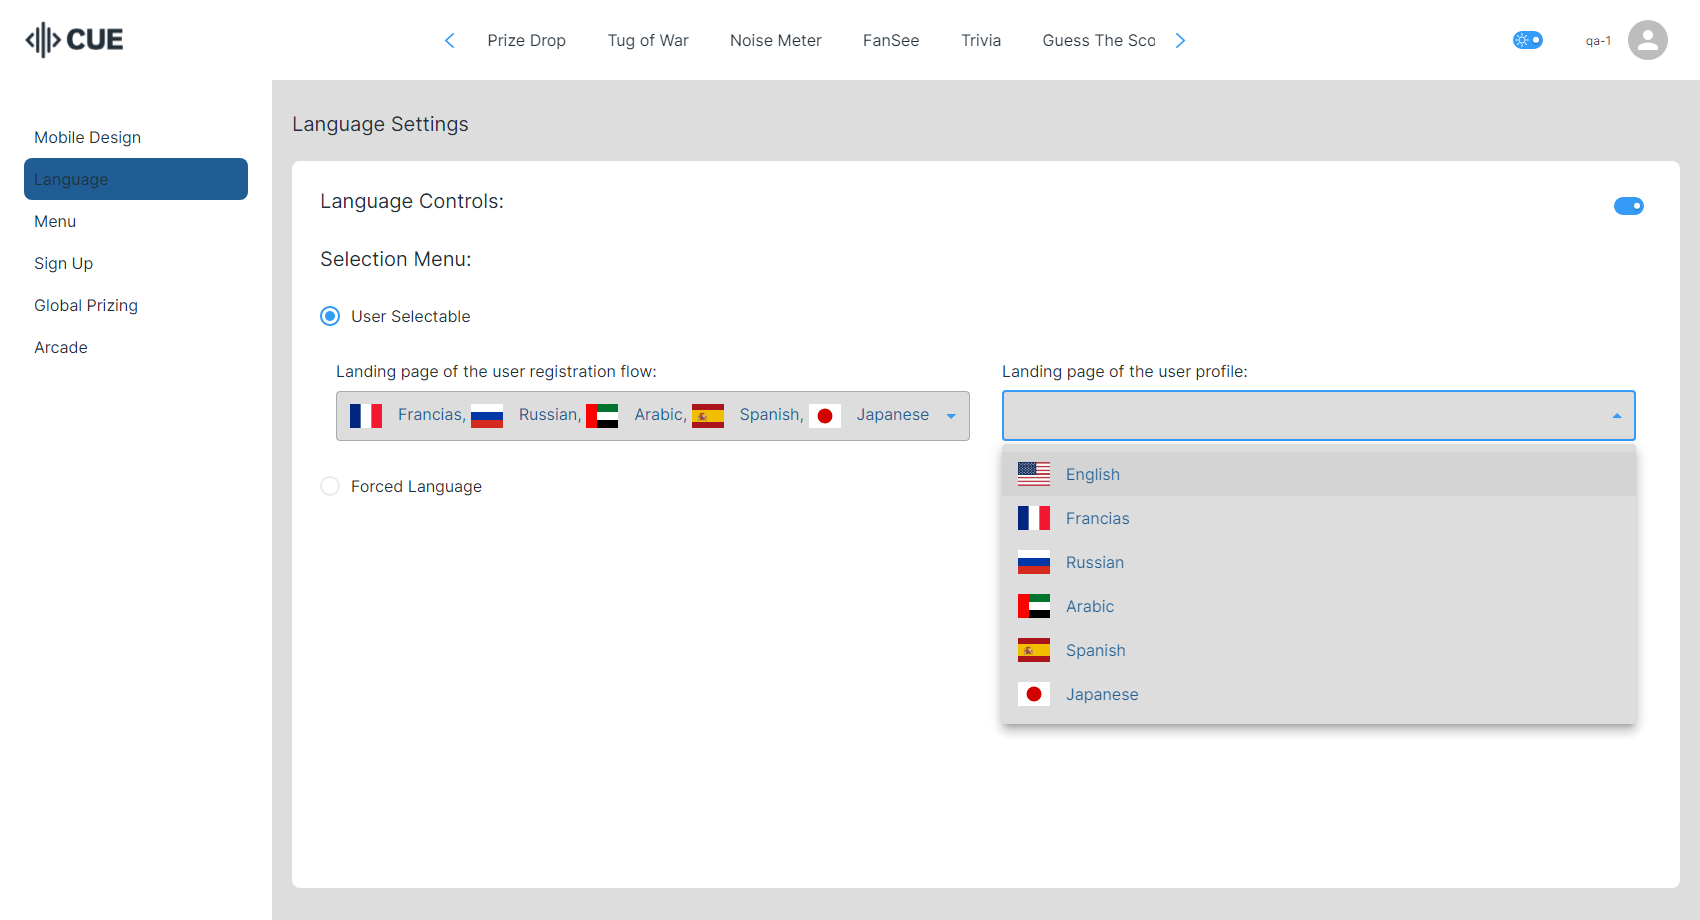 CUE
Prize Drop
Tug of War
Noise Meter
FanSee
Trivia
Guess The Sco
qa-1
Mobile Design
Language
Menu
Sign Up
Global Prizing
Arcade
Language Settings
Language Controls:
Selection Menu:
User Selectable
Landing page of the user registration flow:
Francias, Russian, Arabic, Spanish, Japanese
Forced Language
Landing page of the user profile:
English
Francias
Russian
Arabic
Spanish
Japanese